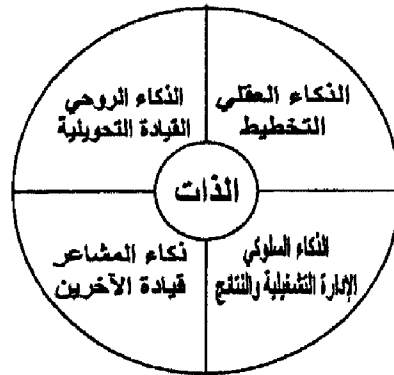 الذكاء العقلي
التخطيط
الذكاء الروحي
القيادة التحويلية
الذات
الذكاء السلوكي
الإدارة التشغيلية والنتائج
ذكاء المشاعر
قيادة الآخرين